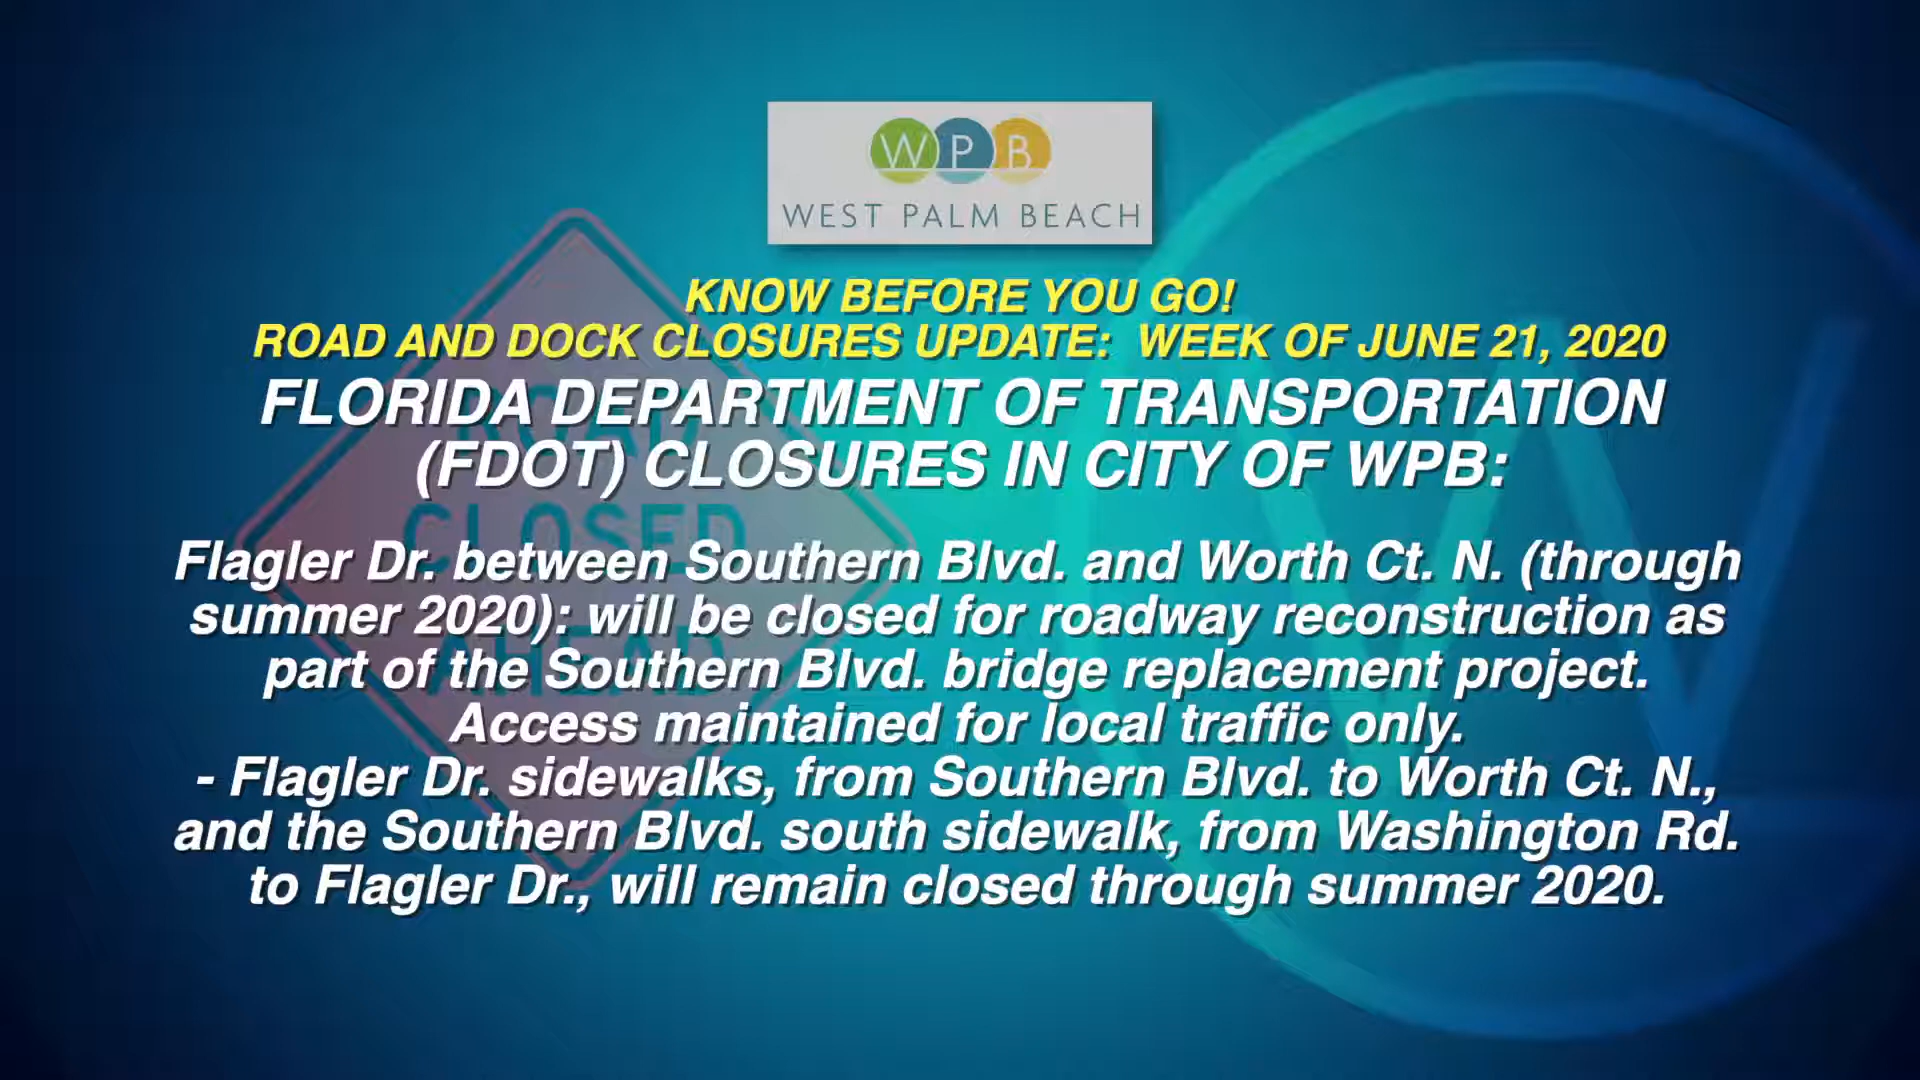 WPB
WEST PALM BEACH
KNOW BEFORE YOU GO!
ROAD AND DOCK CLOSURES UPDATE: WEEK OF JUNE 21, 2020
FLORIDA DEPARTMENT OF TRANSPORTATION
(FDOT) CLOSURES IN CITY OF WPB:
Flagler Dr. between Southern Blvd. and Worth Ct. N. (through
summer 2020): will be closed for roadway reconstruction as
part of the Southern Blvd. bridge replacement project.
Access maintained for local traffic only.
- Flagler Dr. sidewalks, from Southern Blvd. to Worth Ct. N.,
and the Southern Blvd. south sidewalk, from Washington Rd.
to Flagler Dr., will remain closed through summer 2020.
ROAD
CLOSED
AHEAD
W